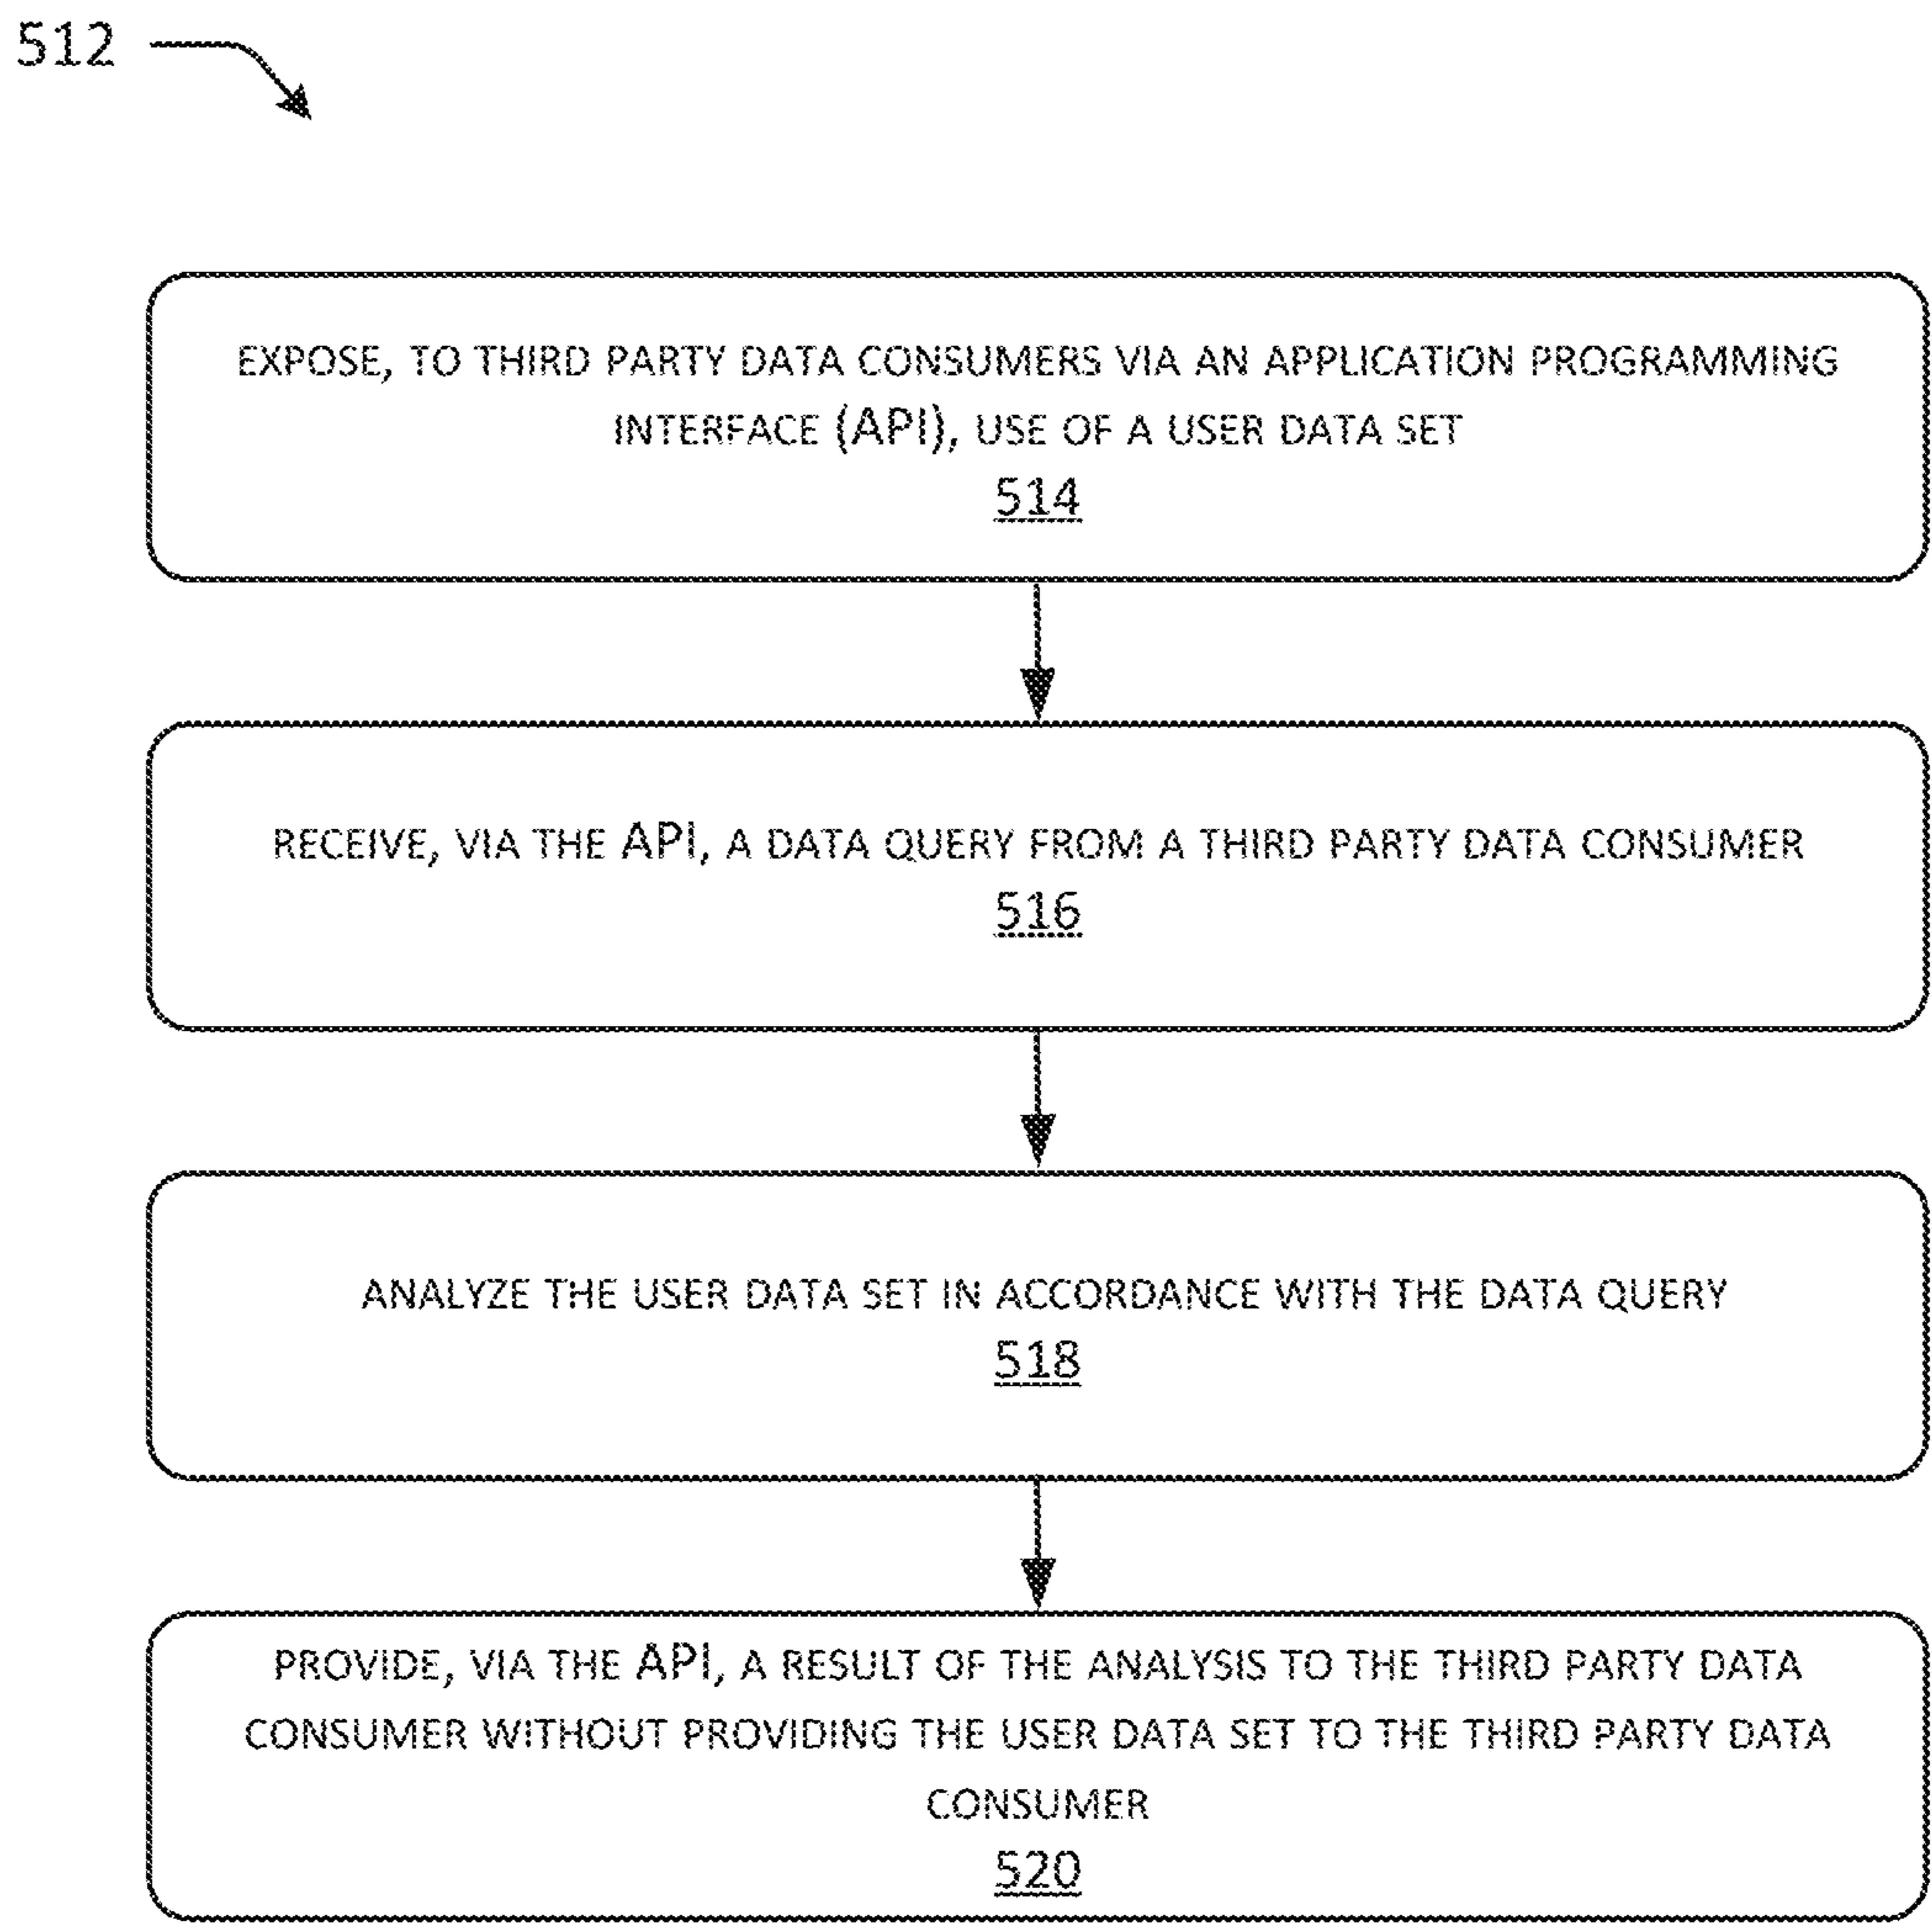 512
EXPOSE, TO THIRD PARTY DATA CONSUMERS VIA AN APPLICATION PROGRAMMING
INTERFACE (API), USE OF A USER DATA SET
514
RECEIVE, VIA THE API, A DATA QUERY FROM A THIRD PARTY DATA CONSUMER
516
ANALYZE THE USER DATA SET IN ACCORDANCE WITH THE DATA QUERY
518
PROVIDE, VIA THE API, A RESULT OF THE ANALYSIS TO THE THIRD PARTY DATA
CONSUMER WITHOUT PROVIDING THE USER DATA SET TO THE THIRD PARTY DATA
CONSUMER
520